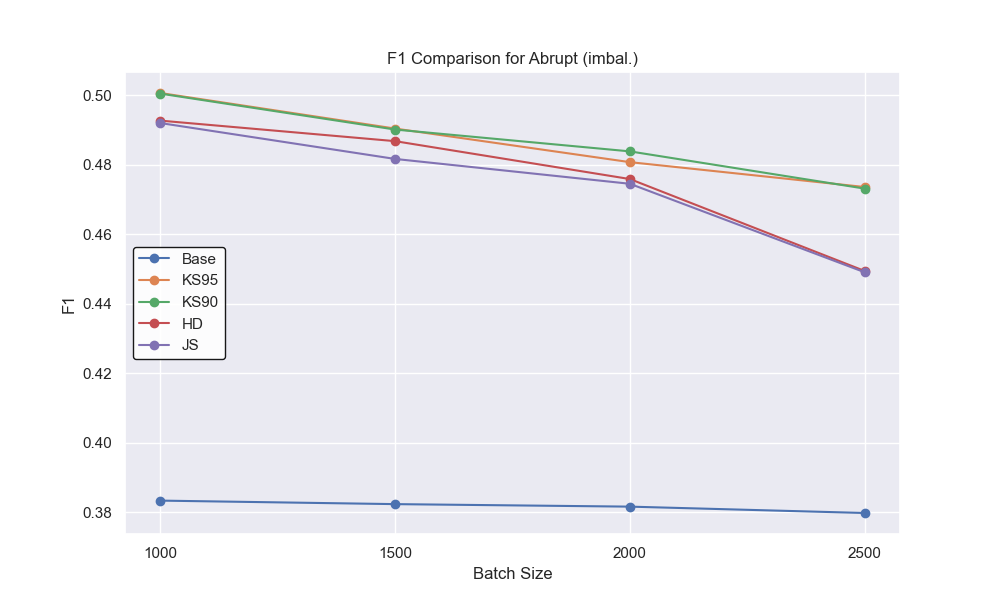 F1 Comparison for Abrupt (imbal.)
0.50
0.48
0.46
0.44
0.42
0.40
0.38
F1
Base
KS95
KS90
HD
JS
1000 1500 2000 2500
Batch Size